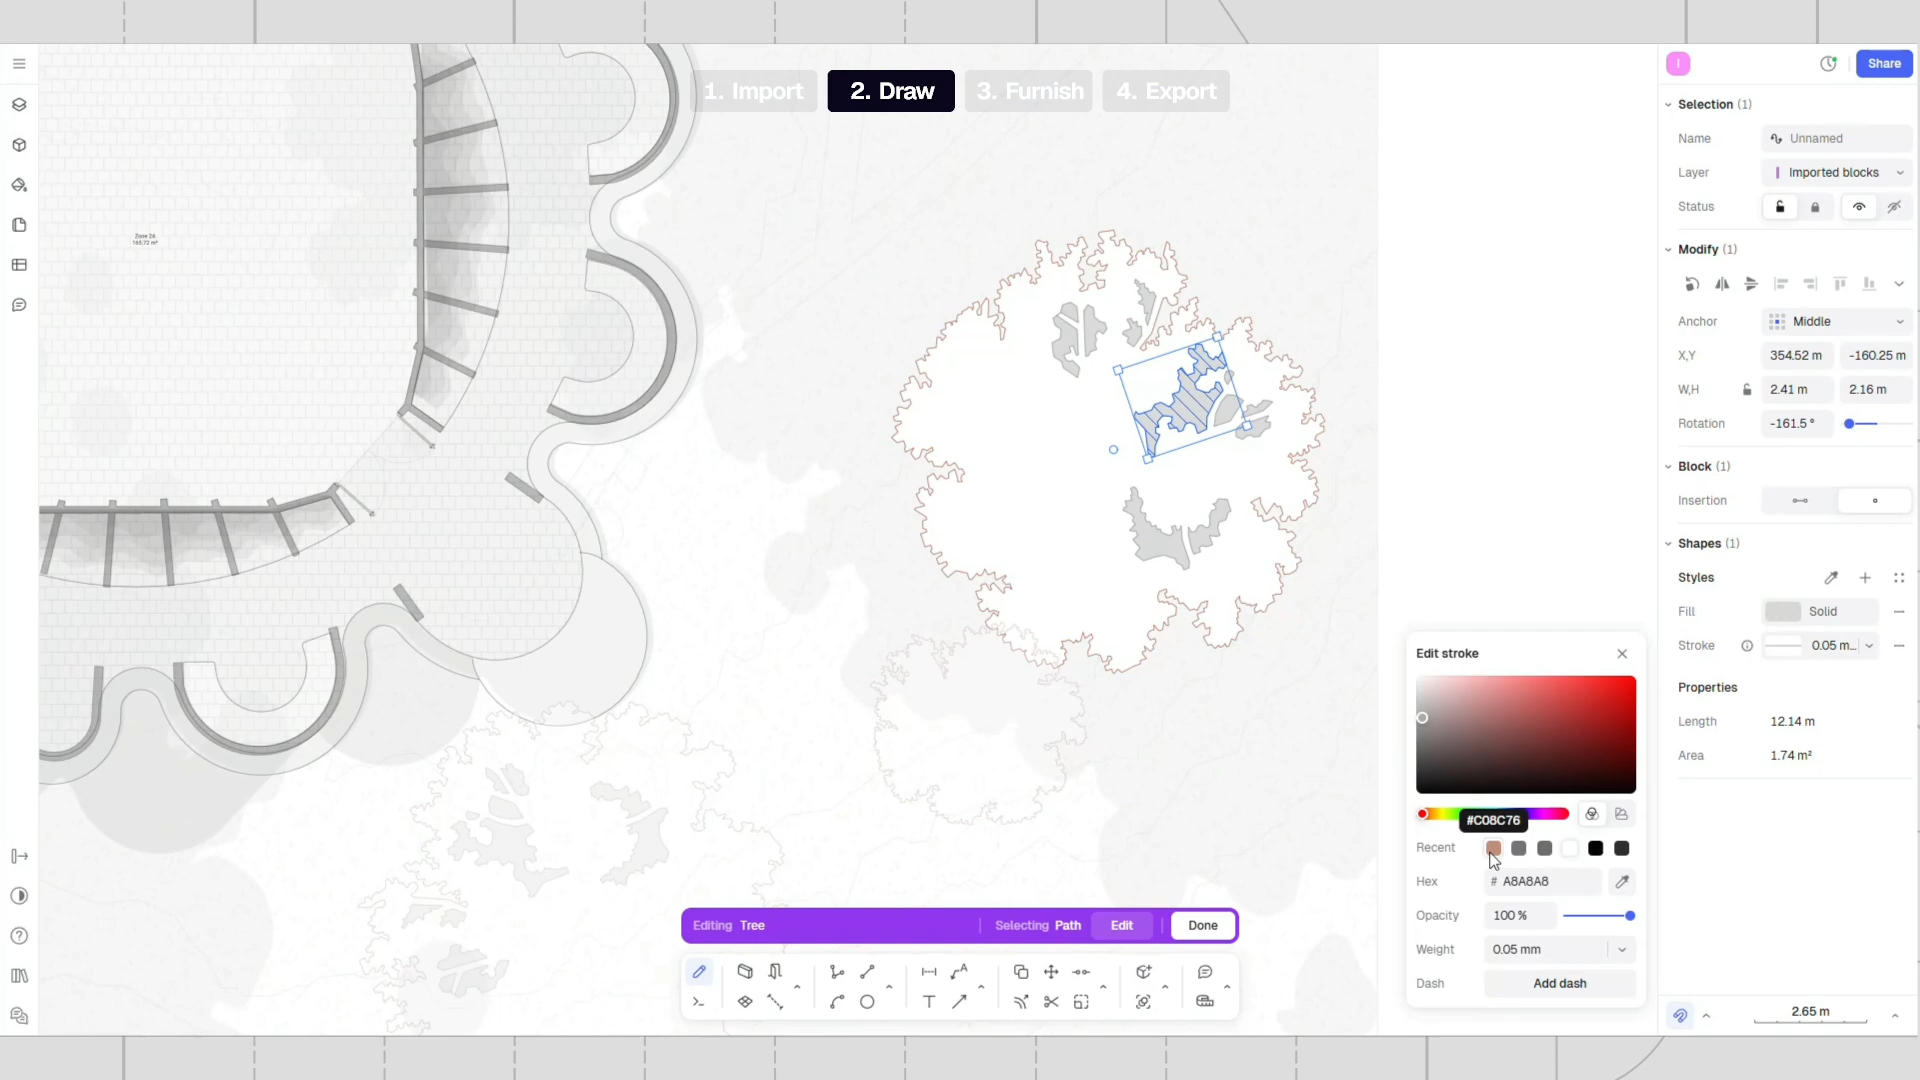 1. Import
2. Draw
3. Furnish
4. Export
I
Share
Selection (1)
Name
Unnamed
Layer
Imported blocks
Status
Modify (1)
Anchor
Middle
X,Y
354.52 m
-160.25 m
W,H
2.41 m
2.16 m
Rotation
-161.5 °
Block (1)
Insertion
Shapes (1)
Styles
Fill
Solid
Stroke
0.05 m...
Properties
Length
12.14 m
Area
1.74 m²
Zone 26
Edit stroke
#C08C76
Recent
Hex
# A8A8A8
Opacity
100 %
Weight
0.05 mm
Dash
Add dash
Editing Tree
Selecting Path
Edit
Done
2.65 m